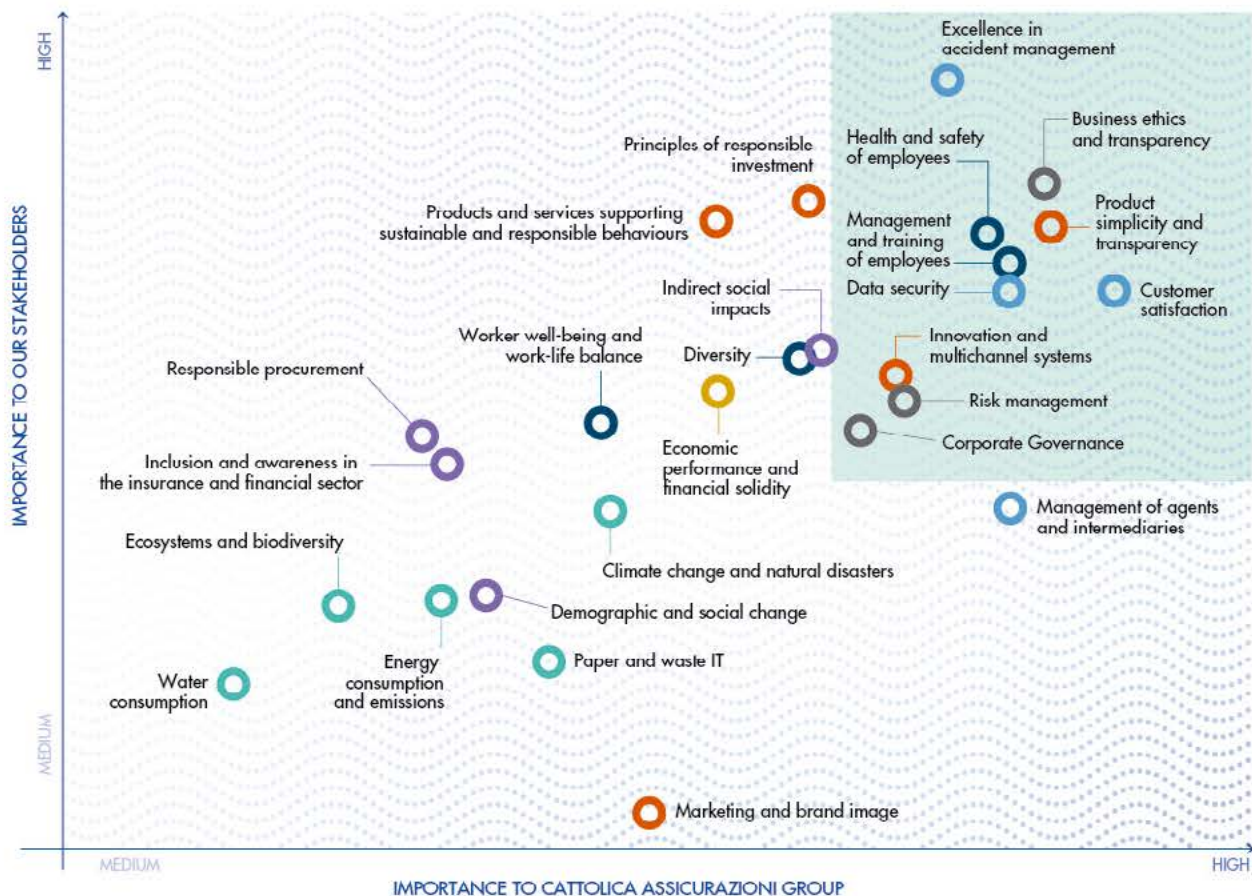 HIGH
Excellence in
accident management
Business ethics
and transparency
Health and safety
of employees
Principles of responsible
investment
Products and services supporting
sustainable and responsible behaviours
Product
simplicity and
transparency
Management
and training
of employees
Data security
Customer
satisfaction
Indirect social
impacts
Worker well-being and
work-life balance
Diversity
Innovation and
multichannel systems
Responsible procurement
Risk management
Corporate Governance
Economic
performance and
financial solidity
Inclusion and awareness in
the insurance and financial sector
Management of agents
and intermediaries
Ecosystems and biodiversity
Climate change and natural disasters
Demographic and social change
Energy
consumption
and emissions
Paper and waste IT
Water
consumption
Marketing and brand image
IMPORTANCE TO OUR STAKEHOLDERS
MEDIUM
MEDIUM
HIGH
IMPORTANCE TO CATTOLICA ASSICURAZIONI GROUP